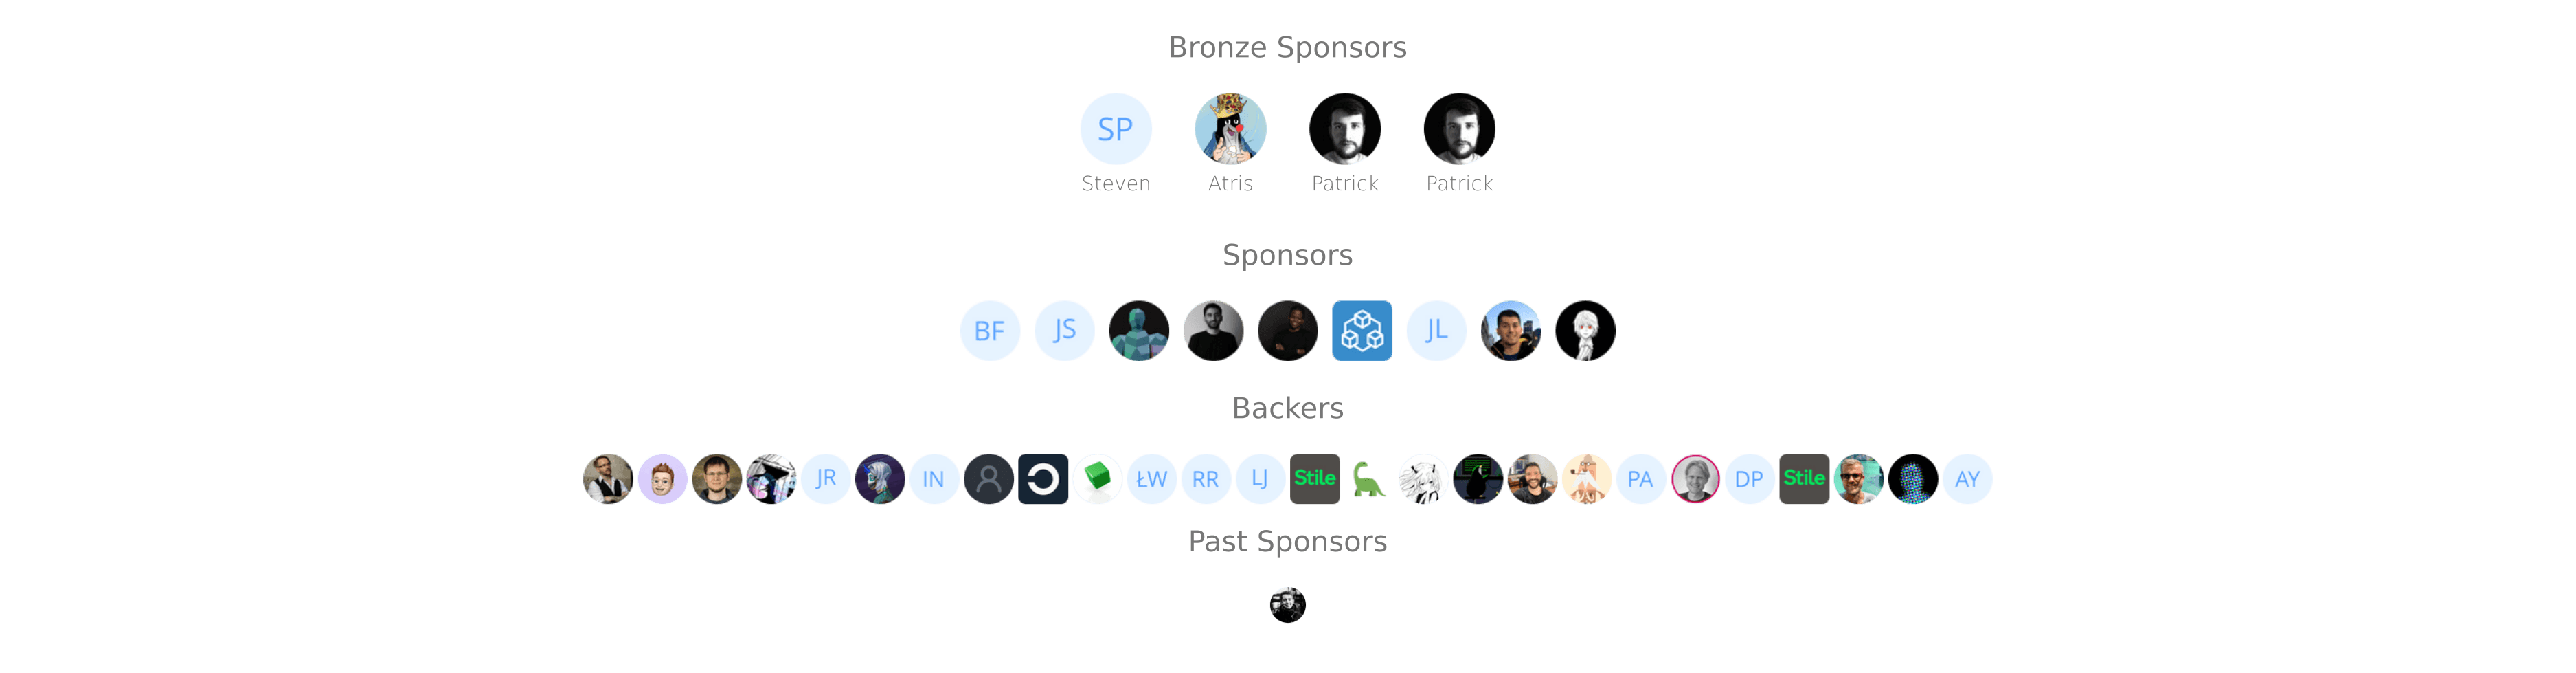 Bronze Sponsors
SP
Steven Atris Patrick Patrick
Sponsors
BF JS JL
Backers
JR IN ŁW RR LJ Stile PA DP Stile AY
Past Sponsors